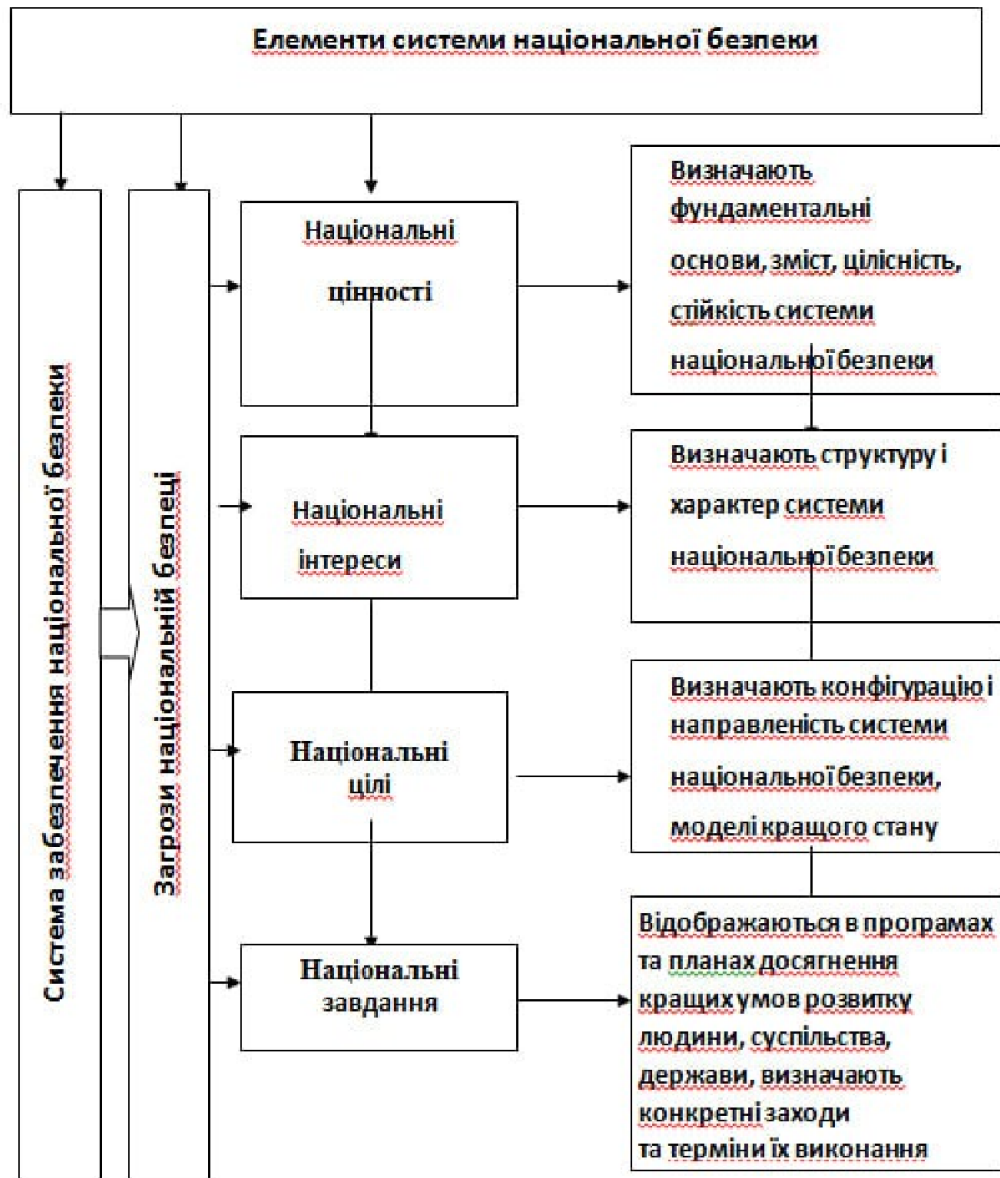 Елементи системи національної безпеки
Система забезпечення національної безпеки
Загрози національній безпеці
Національні
цінності
Визначають
фундаментальні
основи, зміст, цілісність,
стійкість системи
національної безпеки
Національні
інтереси
Визначають структуру і
характер системи
національної безпеки
Національні
цілі
Визначають конфігурацію і
направленість системи
національної безпеки,
моделі кращого стану
Національні
завдання
Відображаються в програмах
та планах досягнення
кращих умов розвитку
людини, суспільства,
держави, визначають
конкретні заходи
та терміни їх виконання